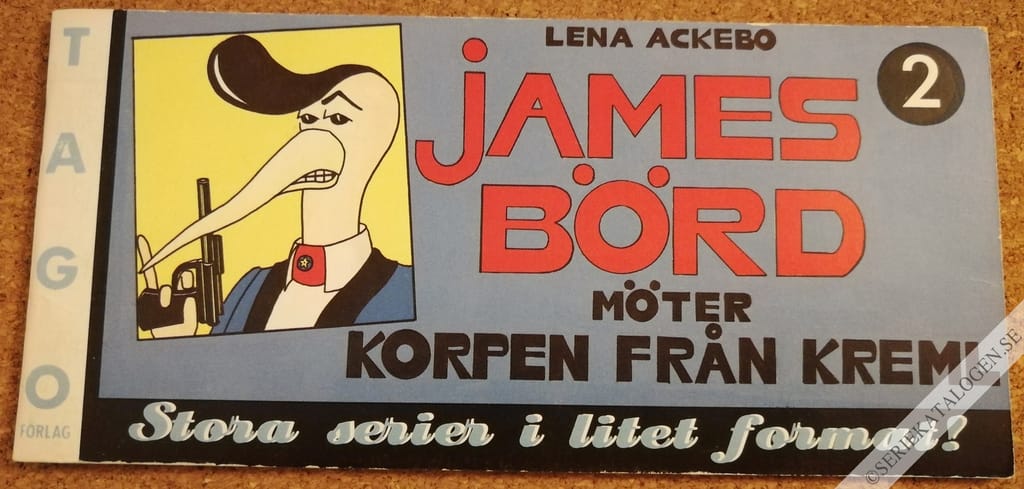 TAGO
FÖRLAG
LENA ACKEBO
2
JAMES
BÖRD
MÖTER
KORPEN FRÅN KREML
Stora serier i litet format!
©SERIEKATALOGEN.SE